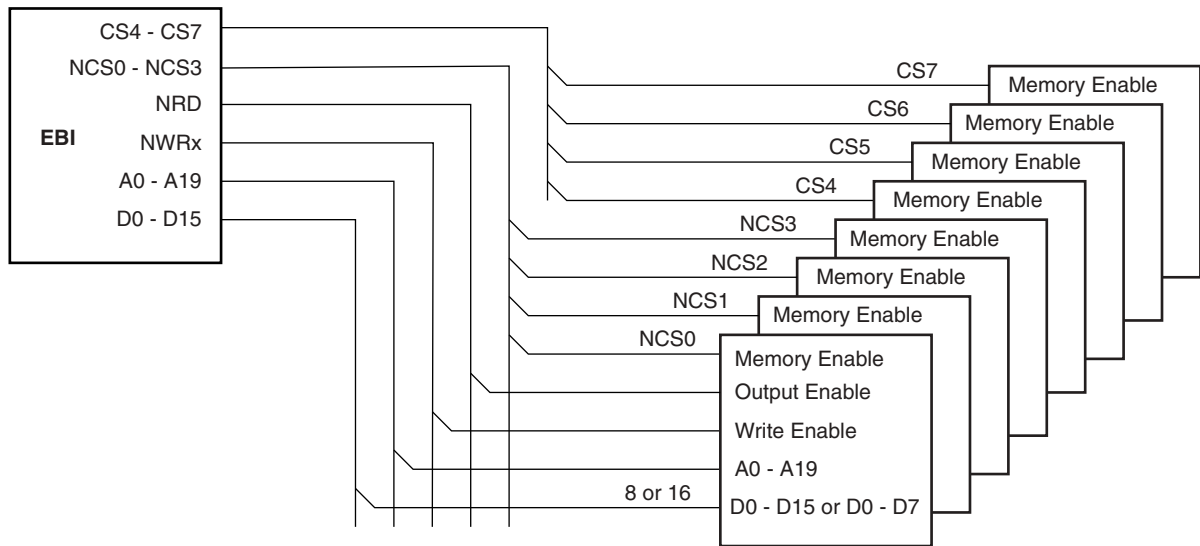 CS4 - CS7
NCS0 - NCS3
NRD
EBI
NWRx
A0 - A19
D0 - D15
CS7
Memory Enable
CS6
Memory Enable
CS5
Memory Enable
CS4
Memory Enable
NCS3
Memory Enable
NCS2
Memory Enable
NCS1
Memory Enable
NCS0
Memory Enable
Output Enable
Write Enable
A0 - A19
8 or 16
D0 - D15 or D0 - D7